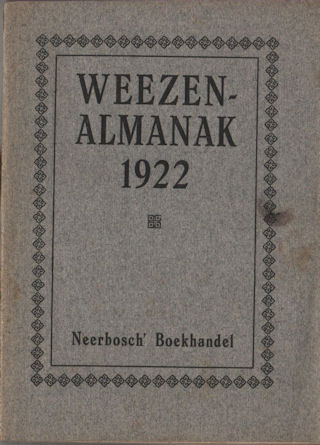 WEEZEN-
ALMANAK
1922
Neerbosch' Boekhandel